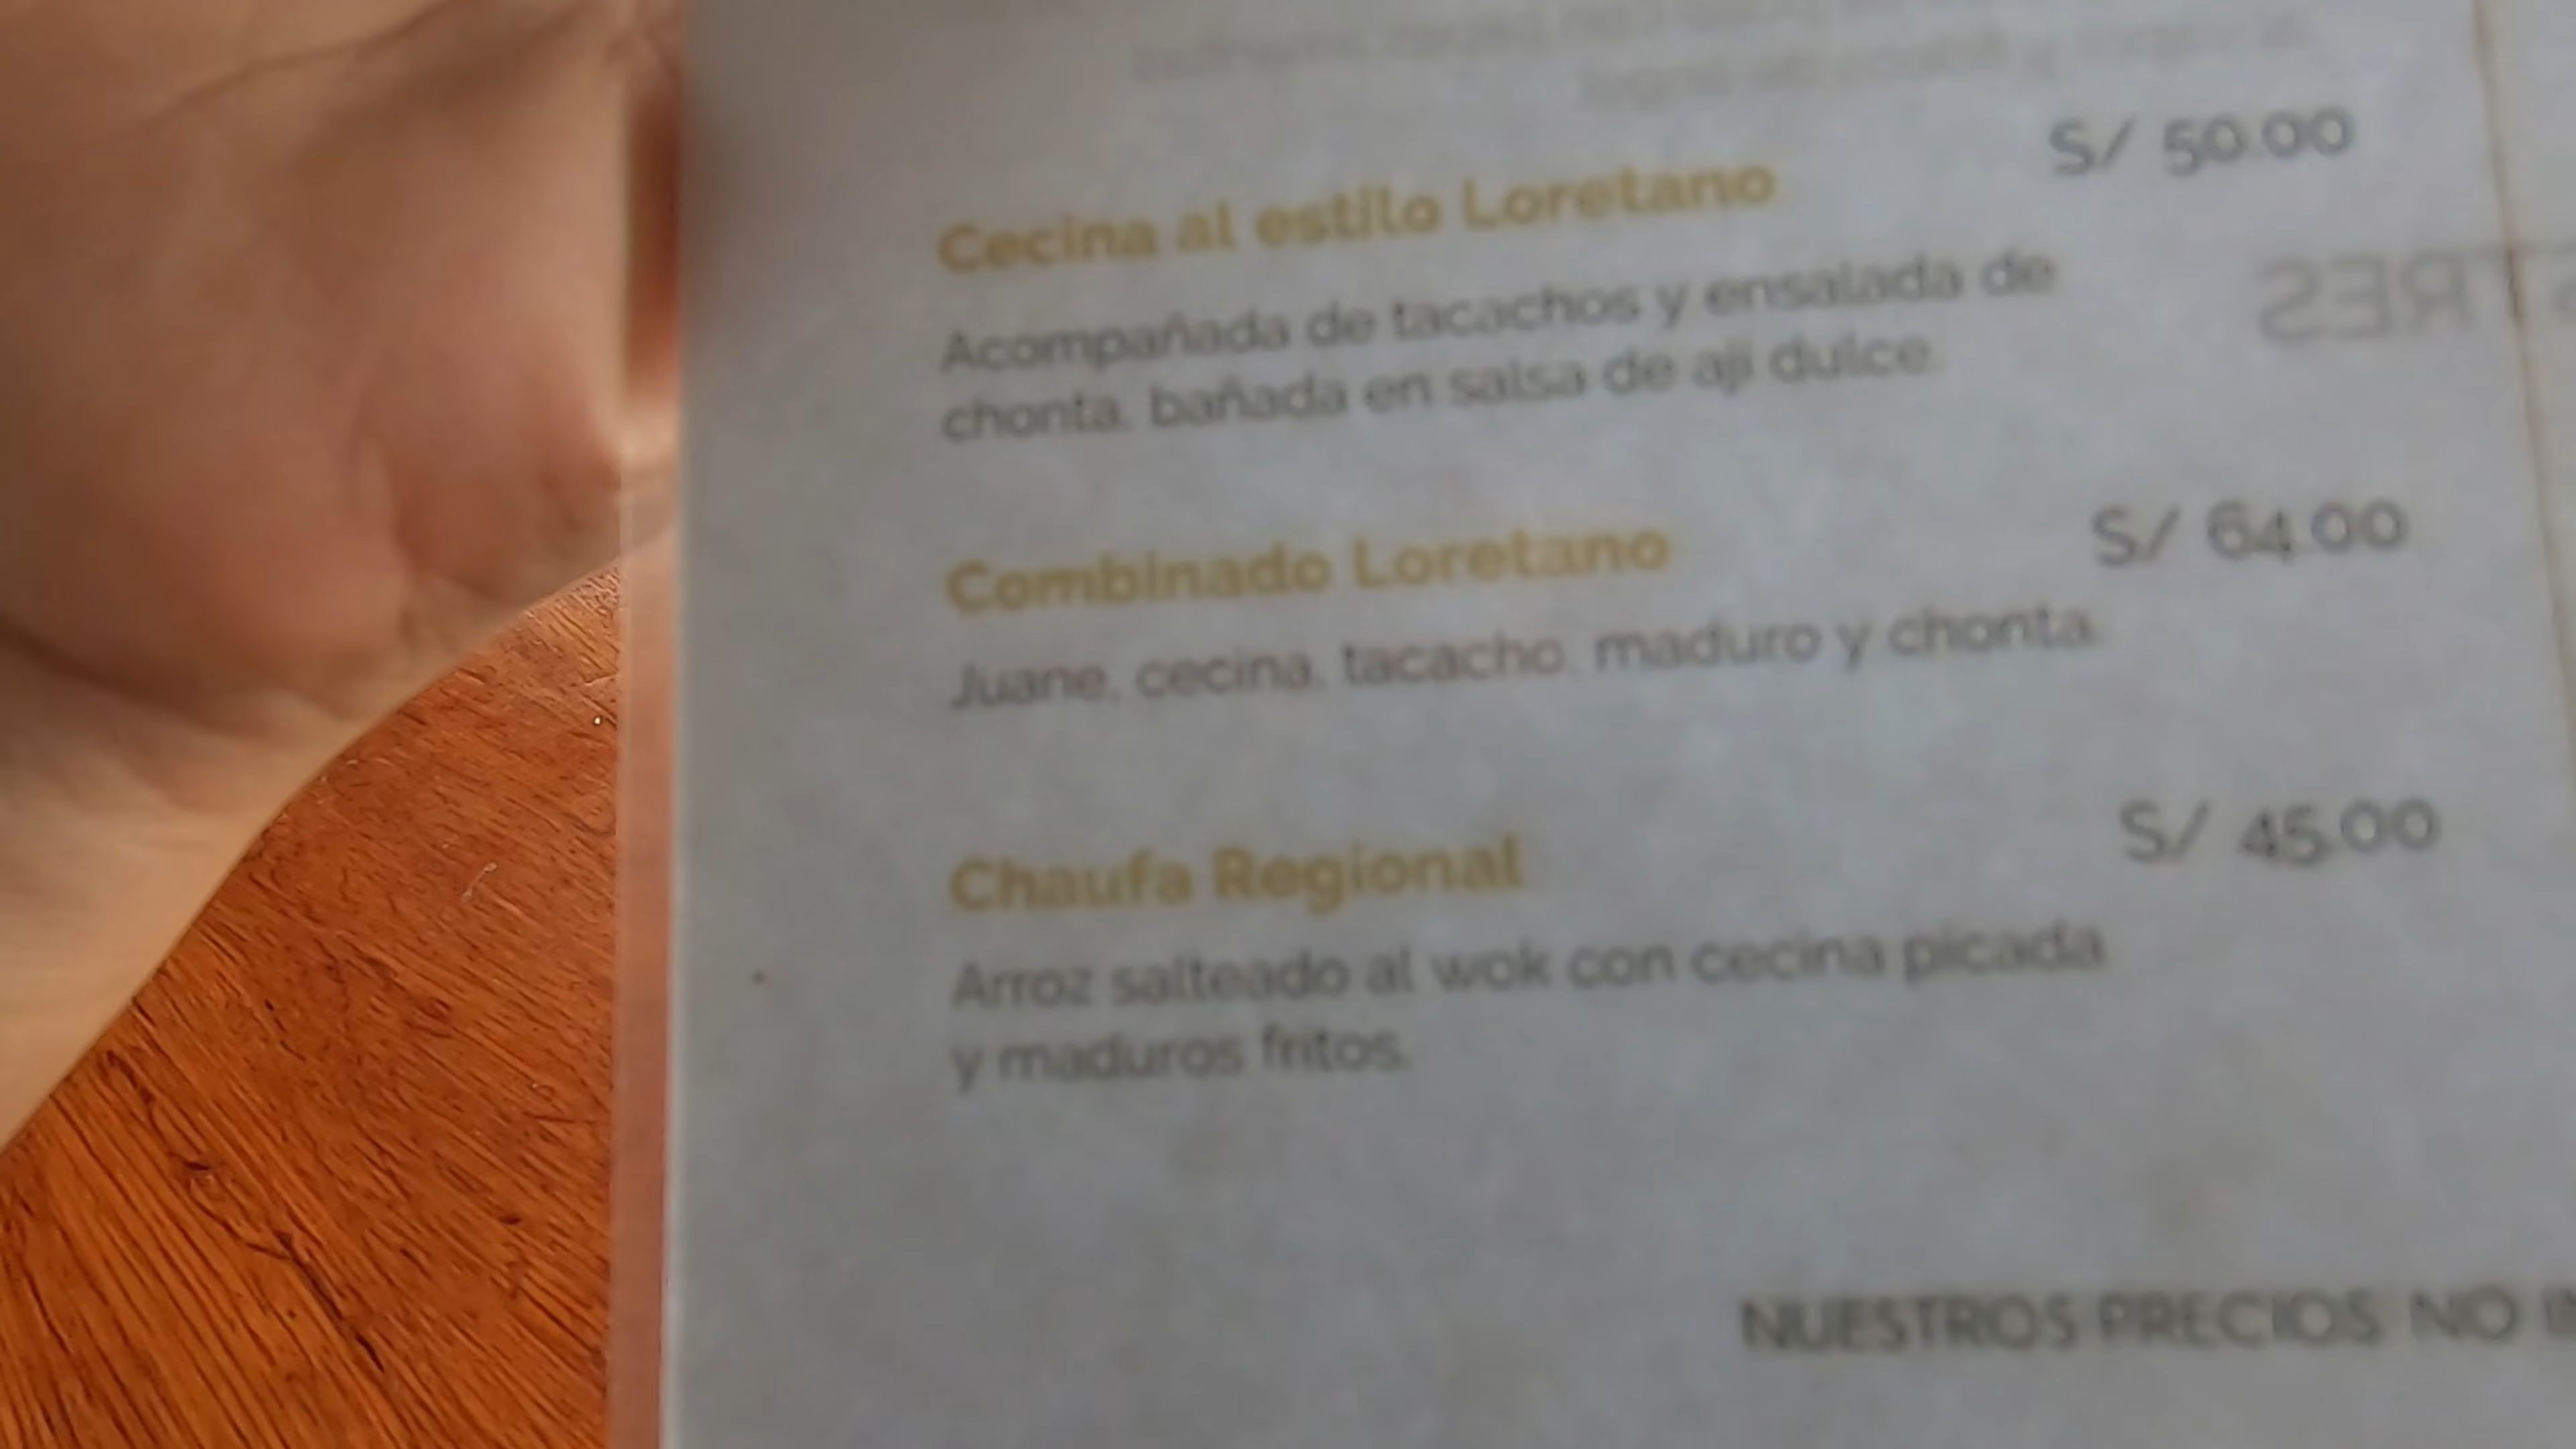 S/ 50.00
Cecina al estilo Loretano
Acompañada de tacachos y ensalada de
chonta, bañada en salsa de ají dulce.
S/ 64.00
Combinado Loretano
Juane, cecina, tacacho, maduro y chonta.
S/ 45.00
Chaufa Regional
Arroz salteado al wok con cecina picada
y maduros fritos.
NUESTROS PRECIOS NO